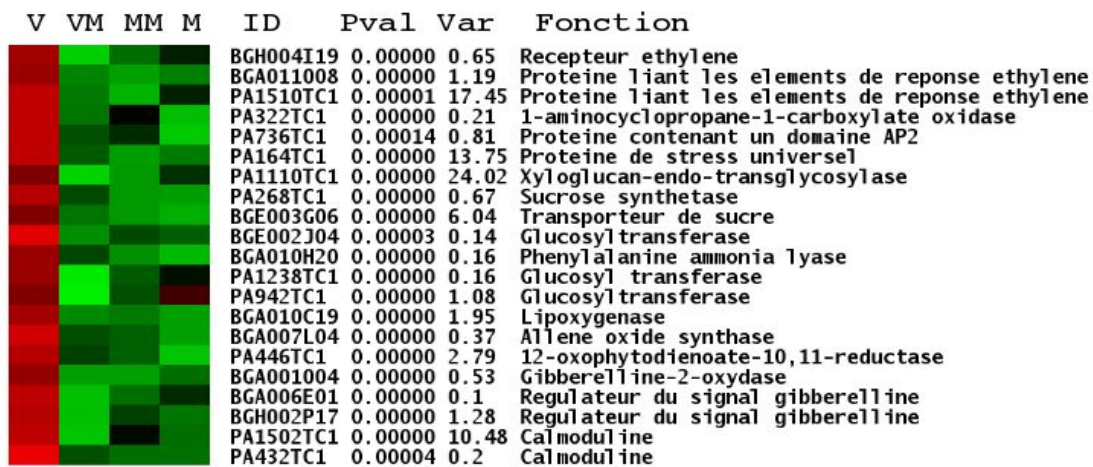 V VM MM M ID Pval Var Fonction
BGH004I19 0.00000 0.65 Recepteur ethylene
BGA011008 0.00000 1.19 Proteine liant les elements de reponse ethylene
PA1510TC1 0.00001 17.45 Proteine liant les elements de reponse ethylene
PA322TC1 0.00000 0.21 1-aminocyclopropane-1-carboxylate oxidase
PA736TC1 0.00014 0.81 Proteine contenant un domaine AP2
PA164TC1 0.00000 13.75 Proteine de stress universel
PA1110TC1 0.00000 24.02 Xyloglucan-endo-transglycosylase
PA268TC1 0.00000 0.67 Sucrose synthetase
BGE003G06 0.00000 6.04 Transporteur de sucre
BGE002J04 0.00003 0.14 Glucosyltransferase
BGA010H20 0.00000 0.16 Phenylalanine ammonia lyase
PA1238TC1 0.00000 0.16 Glucosyl transferase
PA942TC1 0.00000 1.08 Glucosyltransferase
BGA010C19 0.00000 1.95 Lipoxygenase
BGA007L04 0.00000 0.37 Allene oxide synthase
PA446TC1 0.00000 2.79 12-oxophytodienoate-10,11-reductase
BGA001004 0.00000 0.53 Gibberelline-2-oxydase
BGA006E01 0.00000 0.1 Regulateur du signal gibberelline
BGH002P17 0.00000 1.28 Regulateur du signal gibberelline
PA1502TC1 0.00000 10.48 Calmoduline
PA432TC1 0.00004 0.2 Calmoduline